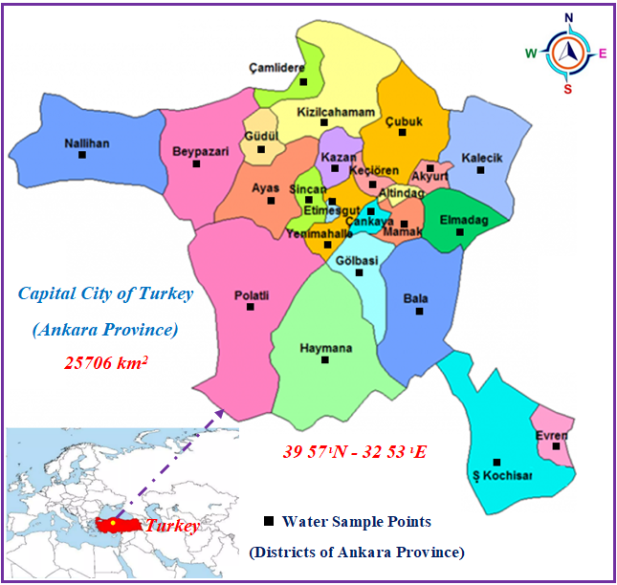 N
W E
S
Çamlidere
Kizilcahamam
Çubuk
Nallihan
Beypazari
Güdül
Kazan
Keçiören
Akyurt
Kalecik
Ayas
Sincan
Altindag
Etimesgut
Çankaya
Mamak
Elmadag
Yenimahalle
Gölbasi
Polatli
Bala
Haymana
Capital City of Turkey
(Ankara Province)
25706 km²
Evren
Ş Kochisar
39 57¹N - 32 53 ¹E
Turkey
Water Sample Points
(Districts of Ankara Province)